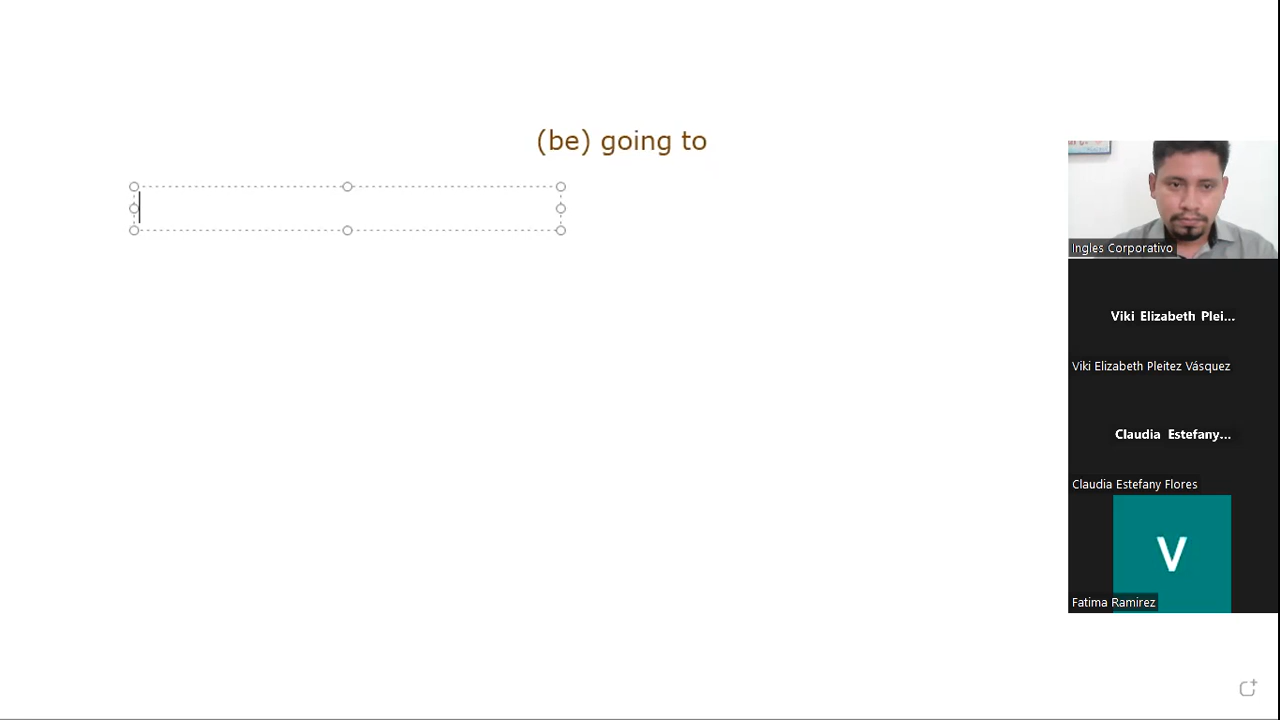 (be) going to
Ingles Corporativo
Viki Elizabeth Plei...
Viki Elizabeth Pleitez Vásquez
Claudia Estefany...
Claudia Estefany Flores
V
Fatima Ramirez